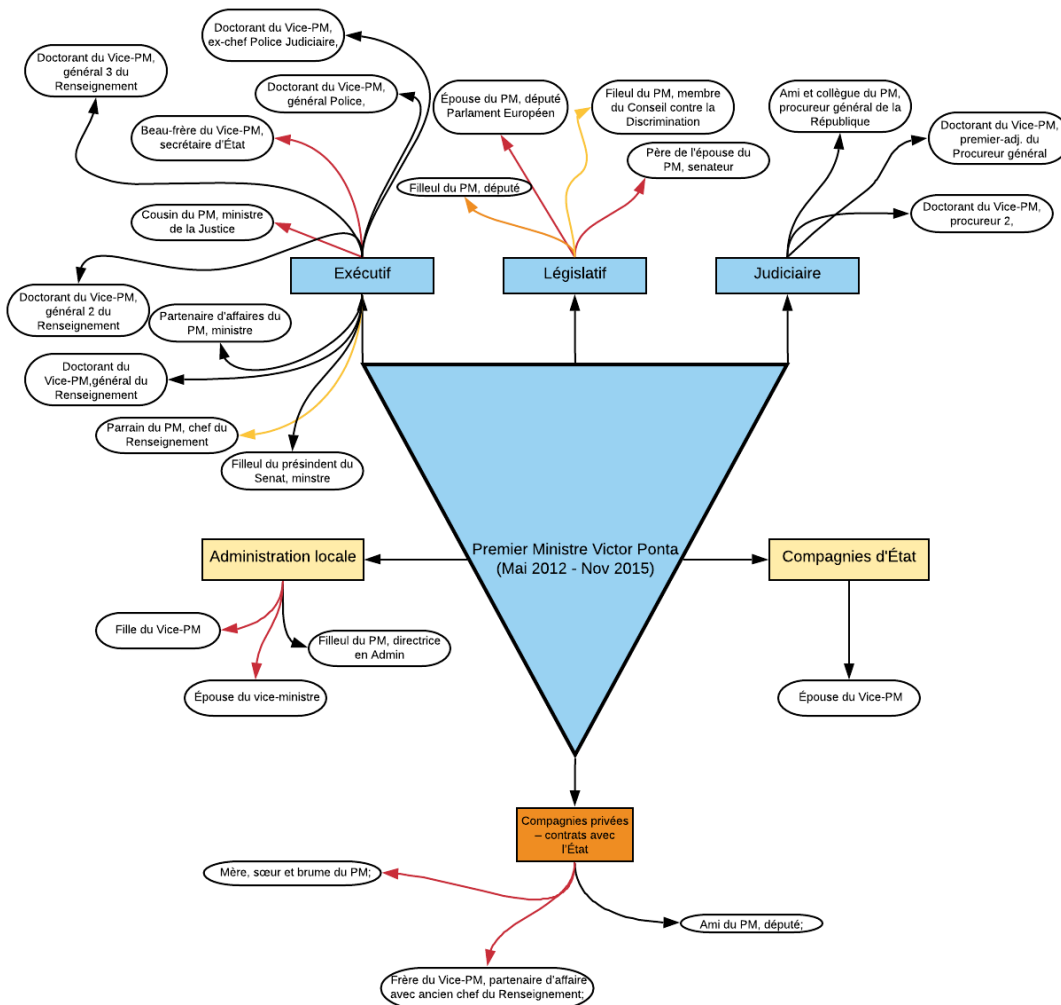 Doctorant du Vice-PM,
ex-chef Police Judiciaire,
Doctorant du Vice-PM,
général 3 du
Renseignement
Doctorant du Vice-PM,
général Police,
Beau-frère du Vice-PM,
secrétaire d'État
Cousin du PM, ministre
de la Justice
Épouse du PM, député
Parlement Européen
Fileul du PM, membre
du Conseil contre la
Discrimination
Filleul du PM, député
Père de l'épouse du
PM, senateur
Ami et collègue du PM,
procureur général de la
République
Doctorant du Vice-PM,
premier-adj. du
Procureur général
Doctorant du Vice-PM,
procureur 2,
Exécutif
Législatif
Judiciaire
Doctorant du Vice-PM,
général 2 du
Renseignement
Partenaire d'affaires du
PM, ministre
Doctorant du
Vice-PM,général du
Renseignement
Parrain du PM, chef du
Renseignement
Filleul du présindent du
Senat, minstre
Premier Ministre Victor Ponta
(Mai 2012 - Nov 2015)
Administration locale
Compagnies d'État
Fille du Vice-PM
Filleul du PM, directrice
en Admin
Épouse du vice-ministre
Épouse du Vice-PM
Compagnies privées
– contrats avec
l'État
Mère, sœur et brume du PM;
Ami du PM, député;
Frère du Vice-PM, partenaire d'affaire
avec ancien chef du Renseignement;